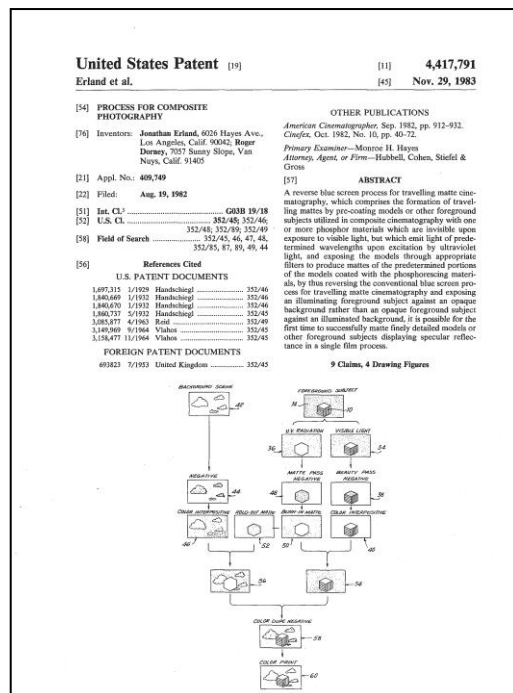 United States Patent [19]
[11] 4,417,791
Erland et al.
[45] Nov. 29, 1983
[54] PROCESS FOR COMPOSITE
PHOTOGRAPHY
[76] Inventors: Jonathan Erland, 6026 Hayes Ave.,
Los Angeles, Calif. 90042; Roger
Dorney, 7057 Sunny Slope, Van
Nuys, Calif. 91405
[21] Appl. No.: 409,749
[22] Filed: Aug. 19, 1982
[51] Int. Cl.³ ........................ G03B 19/18
[52] U.S. Cl. ........................ 352/45; 352/46;
352/48; 352/89; 352/49
[58] Field of Search .................. 352/45, 46, 47, 48,
352/85, 87, 89, 49, 44
[56] References Cited
U.S. PATENT DOCUMENTS
1,697,315 1/1929 Handschiegl .............. 352/46
1,840,669 1/1932 Handschiegl .............. 352/46
1,840,670 1/1932 Handschiegl .............. 352/46
1,860,737 5/1932 Handschiegl .............. 352/45
3,085,877 4/1963 Reid .............. 352/49
3,149,969 9/1964 Vlahos .............. 352/45
3,158,477 11/1964 Vlahos .............. 352/45
FOREIGN PATENT DOCUMENTS
693823 7/1953 United Kingdom .............. 352/45
OTHER PUBLICATIONS
American Cinematographer, Sep. 1982, pp. 912–932.
Cinefex, Oct. 1982, No. 10, pp. 40–72.
Primary Examiner—Monroe H. Hayes
Attorney, Agent, or Firm—Hubbell, Cohen, Stiefel &
Gross
[57] ABSTRACT
A reverse blue screen process for travelling matte cine-
matography, which comprises the formation of travel-
ling mattes by pre-coating models or other foreground
subjects utilized in composite cinematography with one
or more phosphor materials which are invisible upon
exposure to visible light, but which emit light of prede-
termined wavelengths upon excitation by ultraviolet
light, and exposing the models through appropriate
filters to produce mattes of the predetermined portions
of the models coated with the phosphorescing materi-
als, by thus reversing the conventional blue screen pro-
cess for travelling matte cinematography and exposing
an illuminating foreground subject against an opaque
background rather than an opaque foreground subject
against an illuminated background, it is possible for the
first time to successfully matte finely detailed models or
other foreground subjects displaying specular reflec-
tance in a single film process.
9 Claims, 4 Drawing Figures
BACKGROUND SCENE
42
FOREGROUND SUBJECT
10
U.V. RADIATION
VISIBLE LIGHT
36
34
NEGATIVE
44
MATTE PASS
NEGATIVE
BEAUTY PASS
NEGATIVE
48
38
COLOR INTERPOSITIVE
HOLD-OUT MATTE
BURN-IN MATTE
COLOR INTERPOSITIVE
46
52
50
COLOR DUPE NEGATIVE
58
COLOR PRINT
60